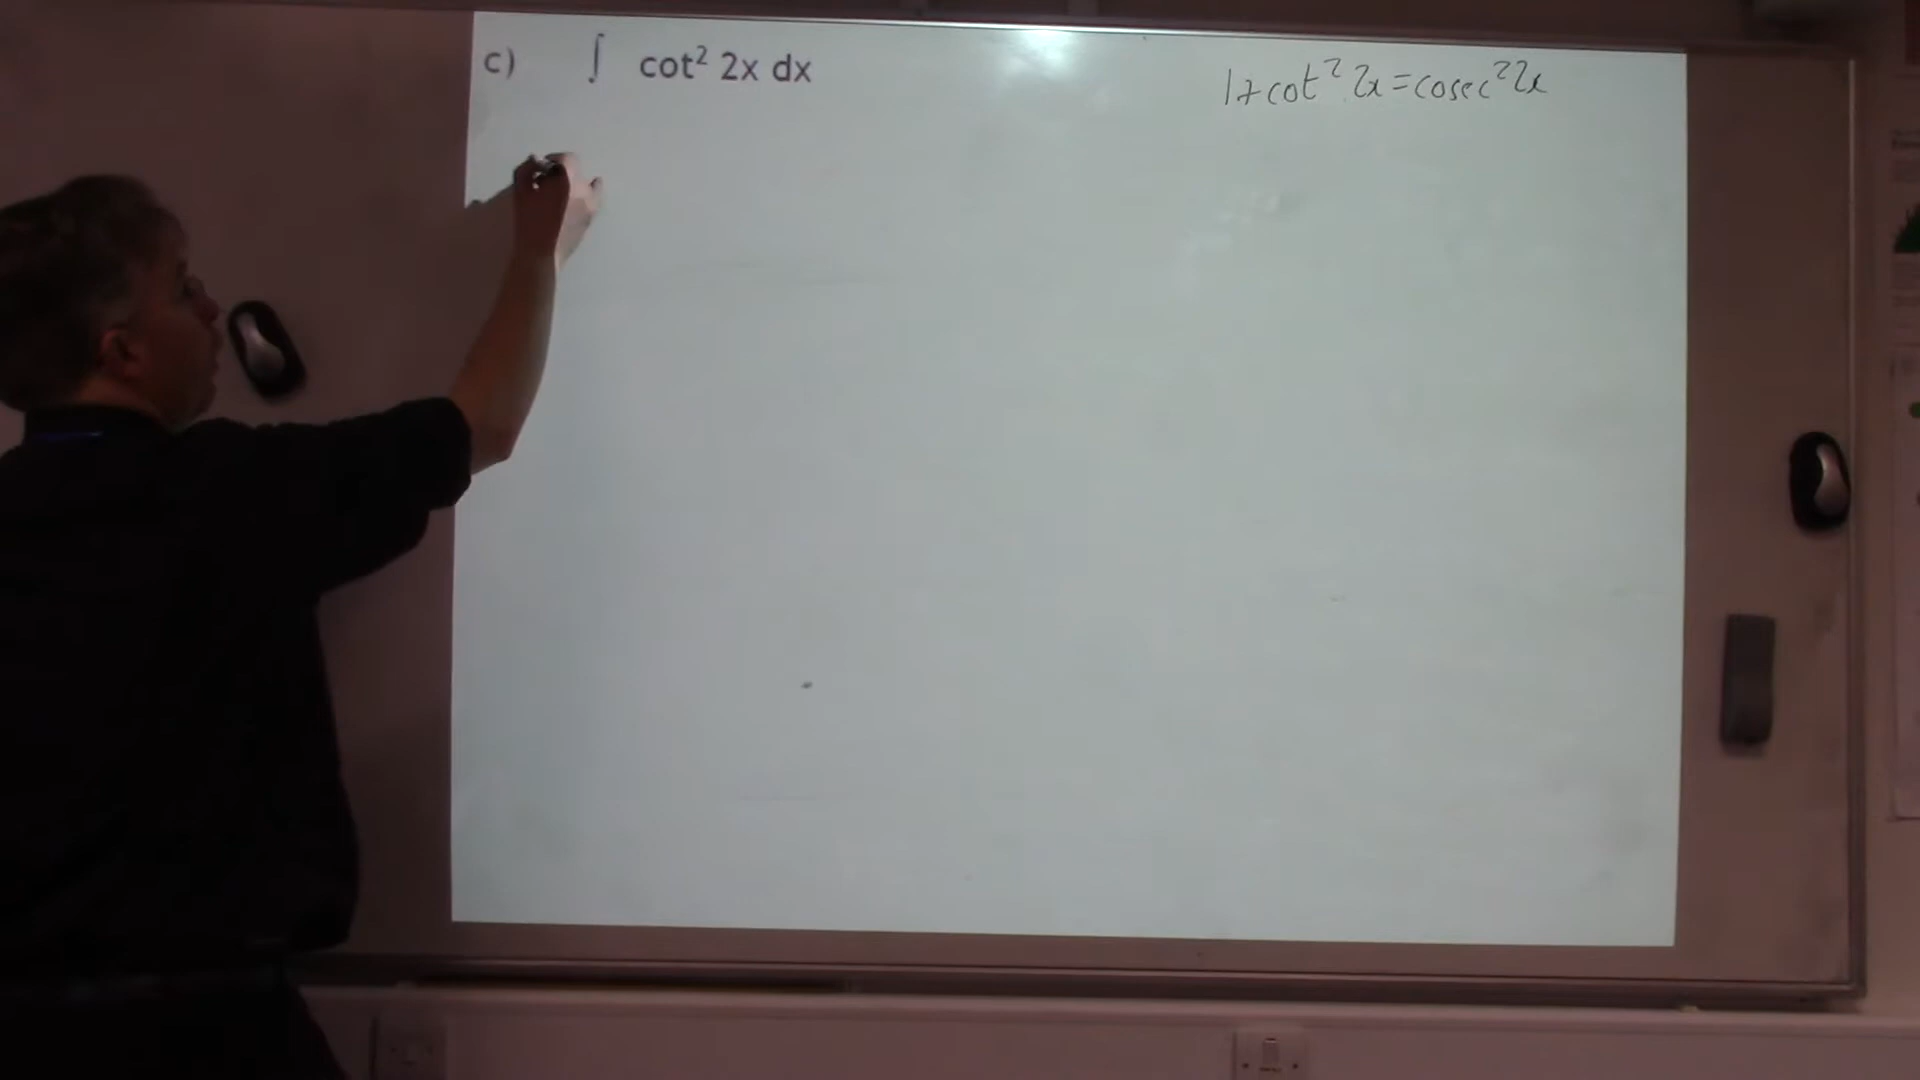 c) ∫ cot² 2x dx
1+cot² 2x = cosec² 2x